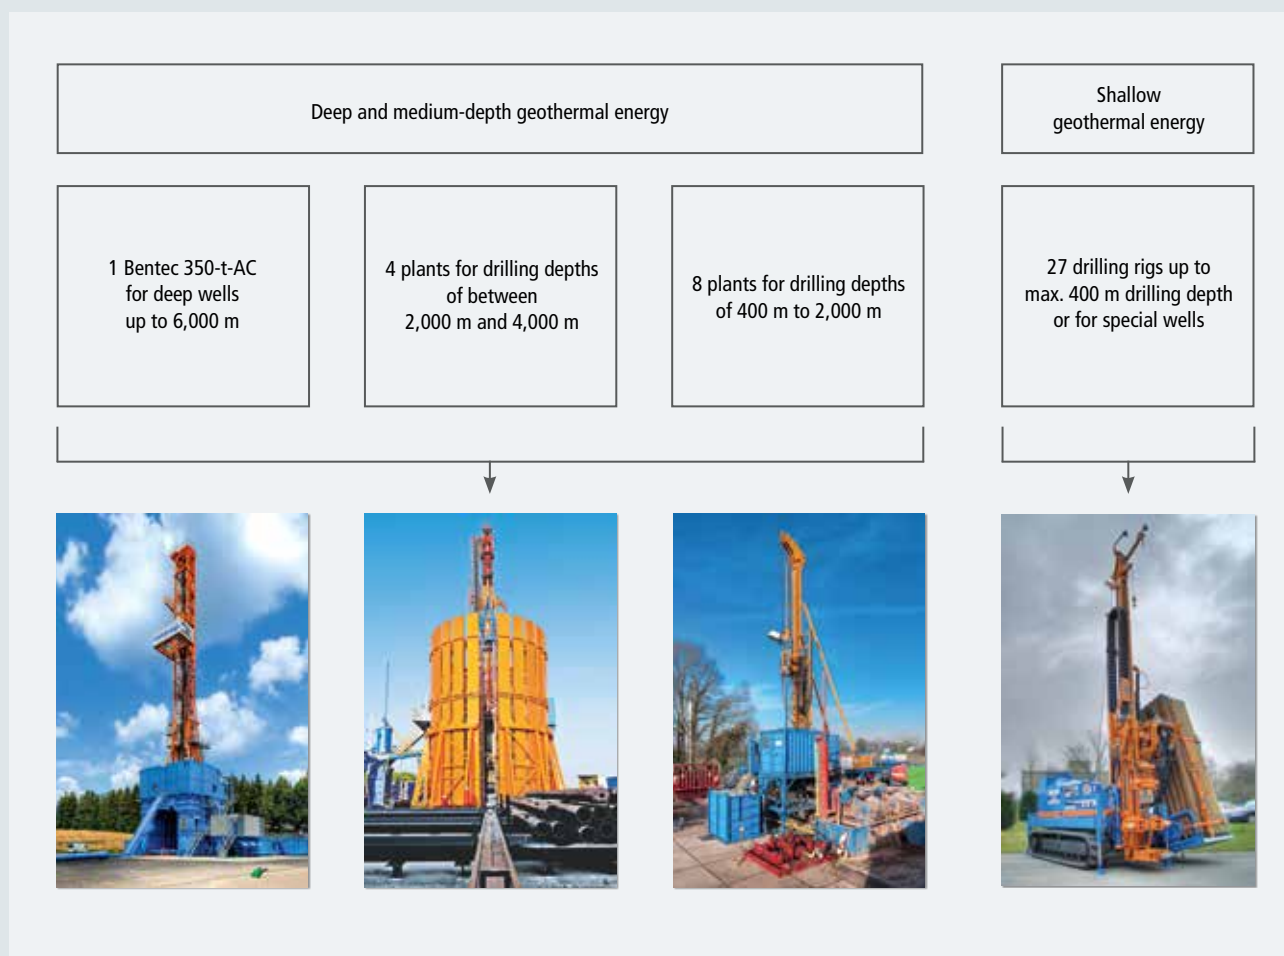 Deep and medium-depth geothermal energy
Shallow
geothermal energy
1 Bentec 350-t-AC
for deep wells
up to 6,000 m
4 plants for drilling depths
of between
2,000 m and 4,000 m
8 plants for drilling depths
of 400 m to 2,000 m
27 drilling rigs up to
max. 400 m drilling depth
or for special wells